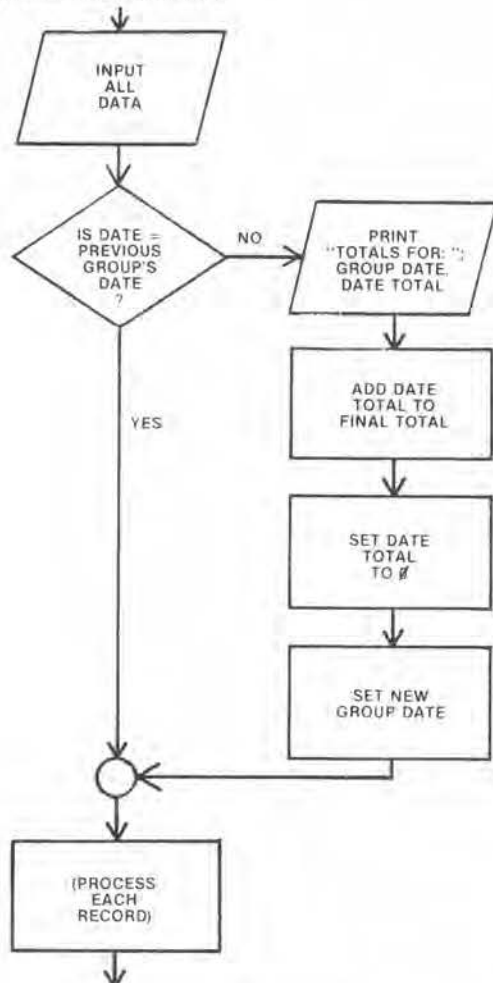 INPUT
ALL
DATA
IS DATE =
PREVIOUS
GROUP'S
DATE
?
NO
PRINT
"TOTALS FOR: ";
GROUP DATE,
DATE TOTAL
YES
ADD DATE
TOTAL TO
FINAL TOTAL
SET DATE
TOTAL
TO Ø
SET NEW
GROUP DATE
(PROCESS
EACH
RECORD)